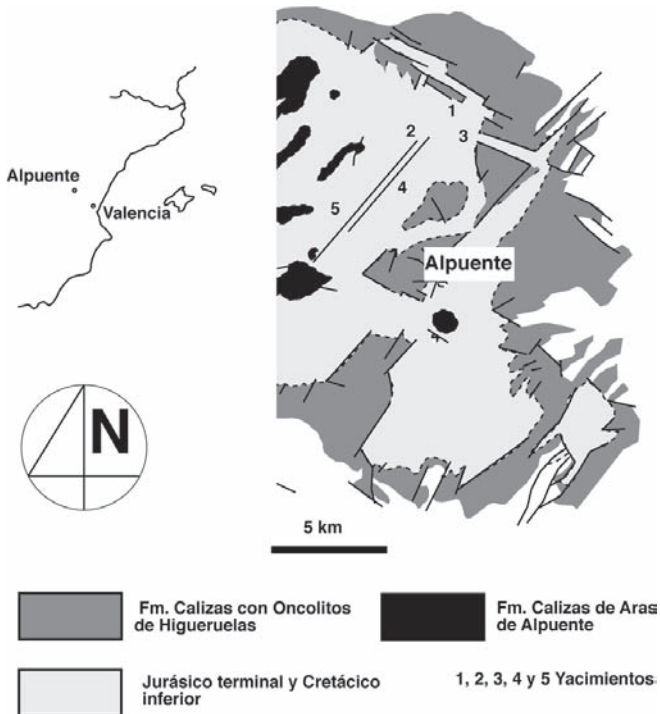 1
2
3
4
5
Alpuente
Valencia
Alpuente
N
5 km
Fm. Calizas con Oncolitos
de Higueruelas
Fm. Calizas de Aras
de Alpuente
Jurásico terminal y Cretácico
inferior
1, 2, 3, 4 y 5 Yacimientos